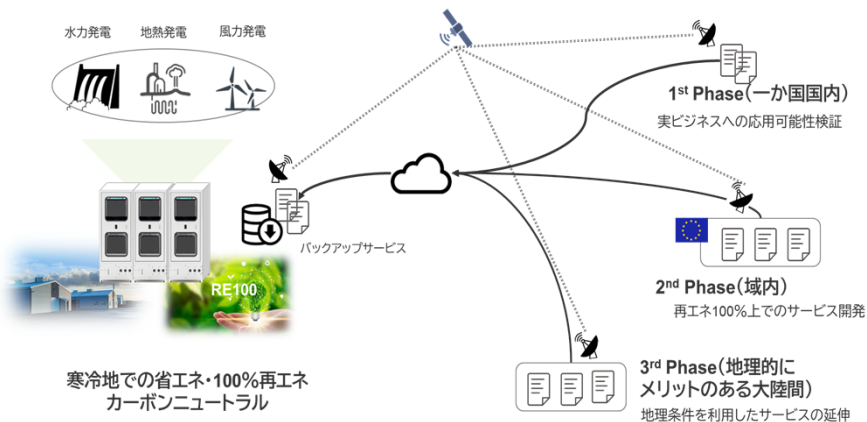 水力発電
地熱発電
風力発電
バックアップサービス
RE100
寒冷地での省エネ・100%再エネ
カーボンニュートラル
1st Phase(一か国国内)
実ビジネスへの応用可能性検証
2nd Phase(域内)
再エネ100%上でのサービス開発
3rd Phase(地理的に
メリットのある大陸間)
地理条件を利用したサービスの延伸